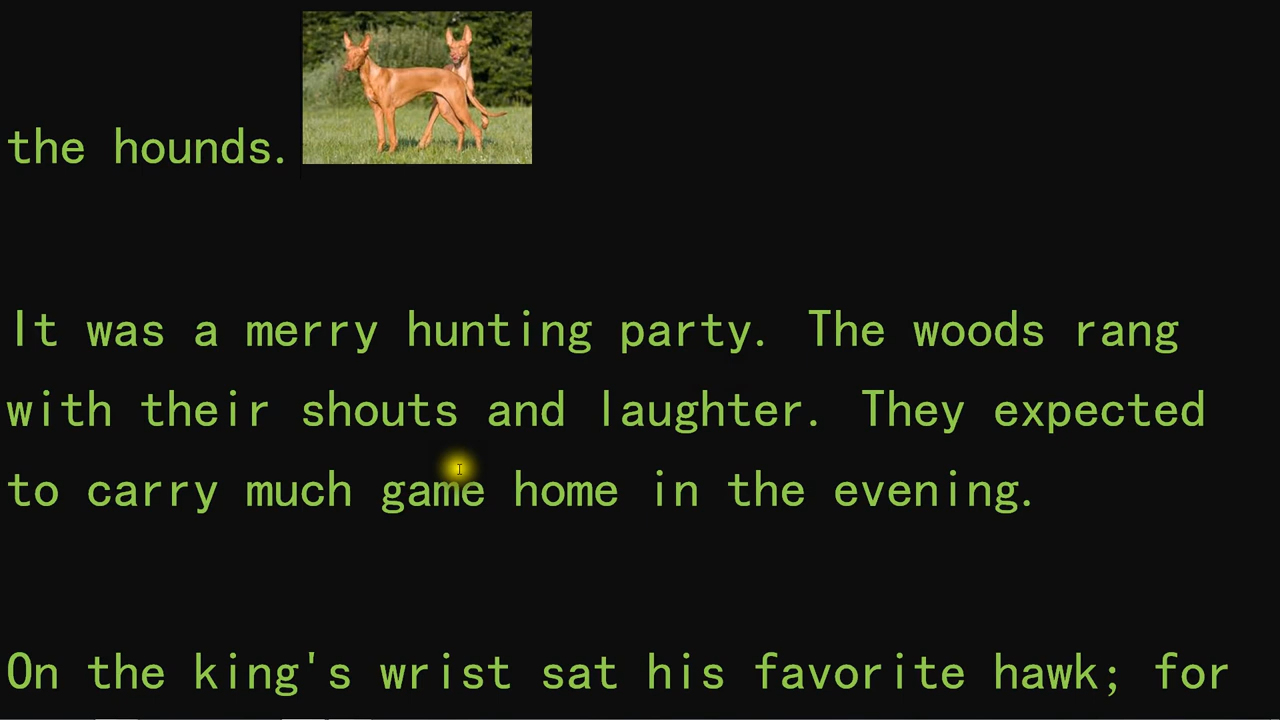 the hounds.
It was a merry hunting party. The woods rang
with their shouts and laughter. They expected
to carry much game home in the evening.
On the king's wrist sat his favorite hawk; for